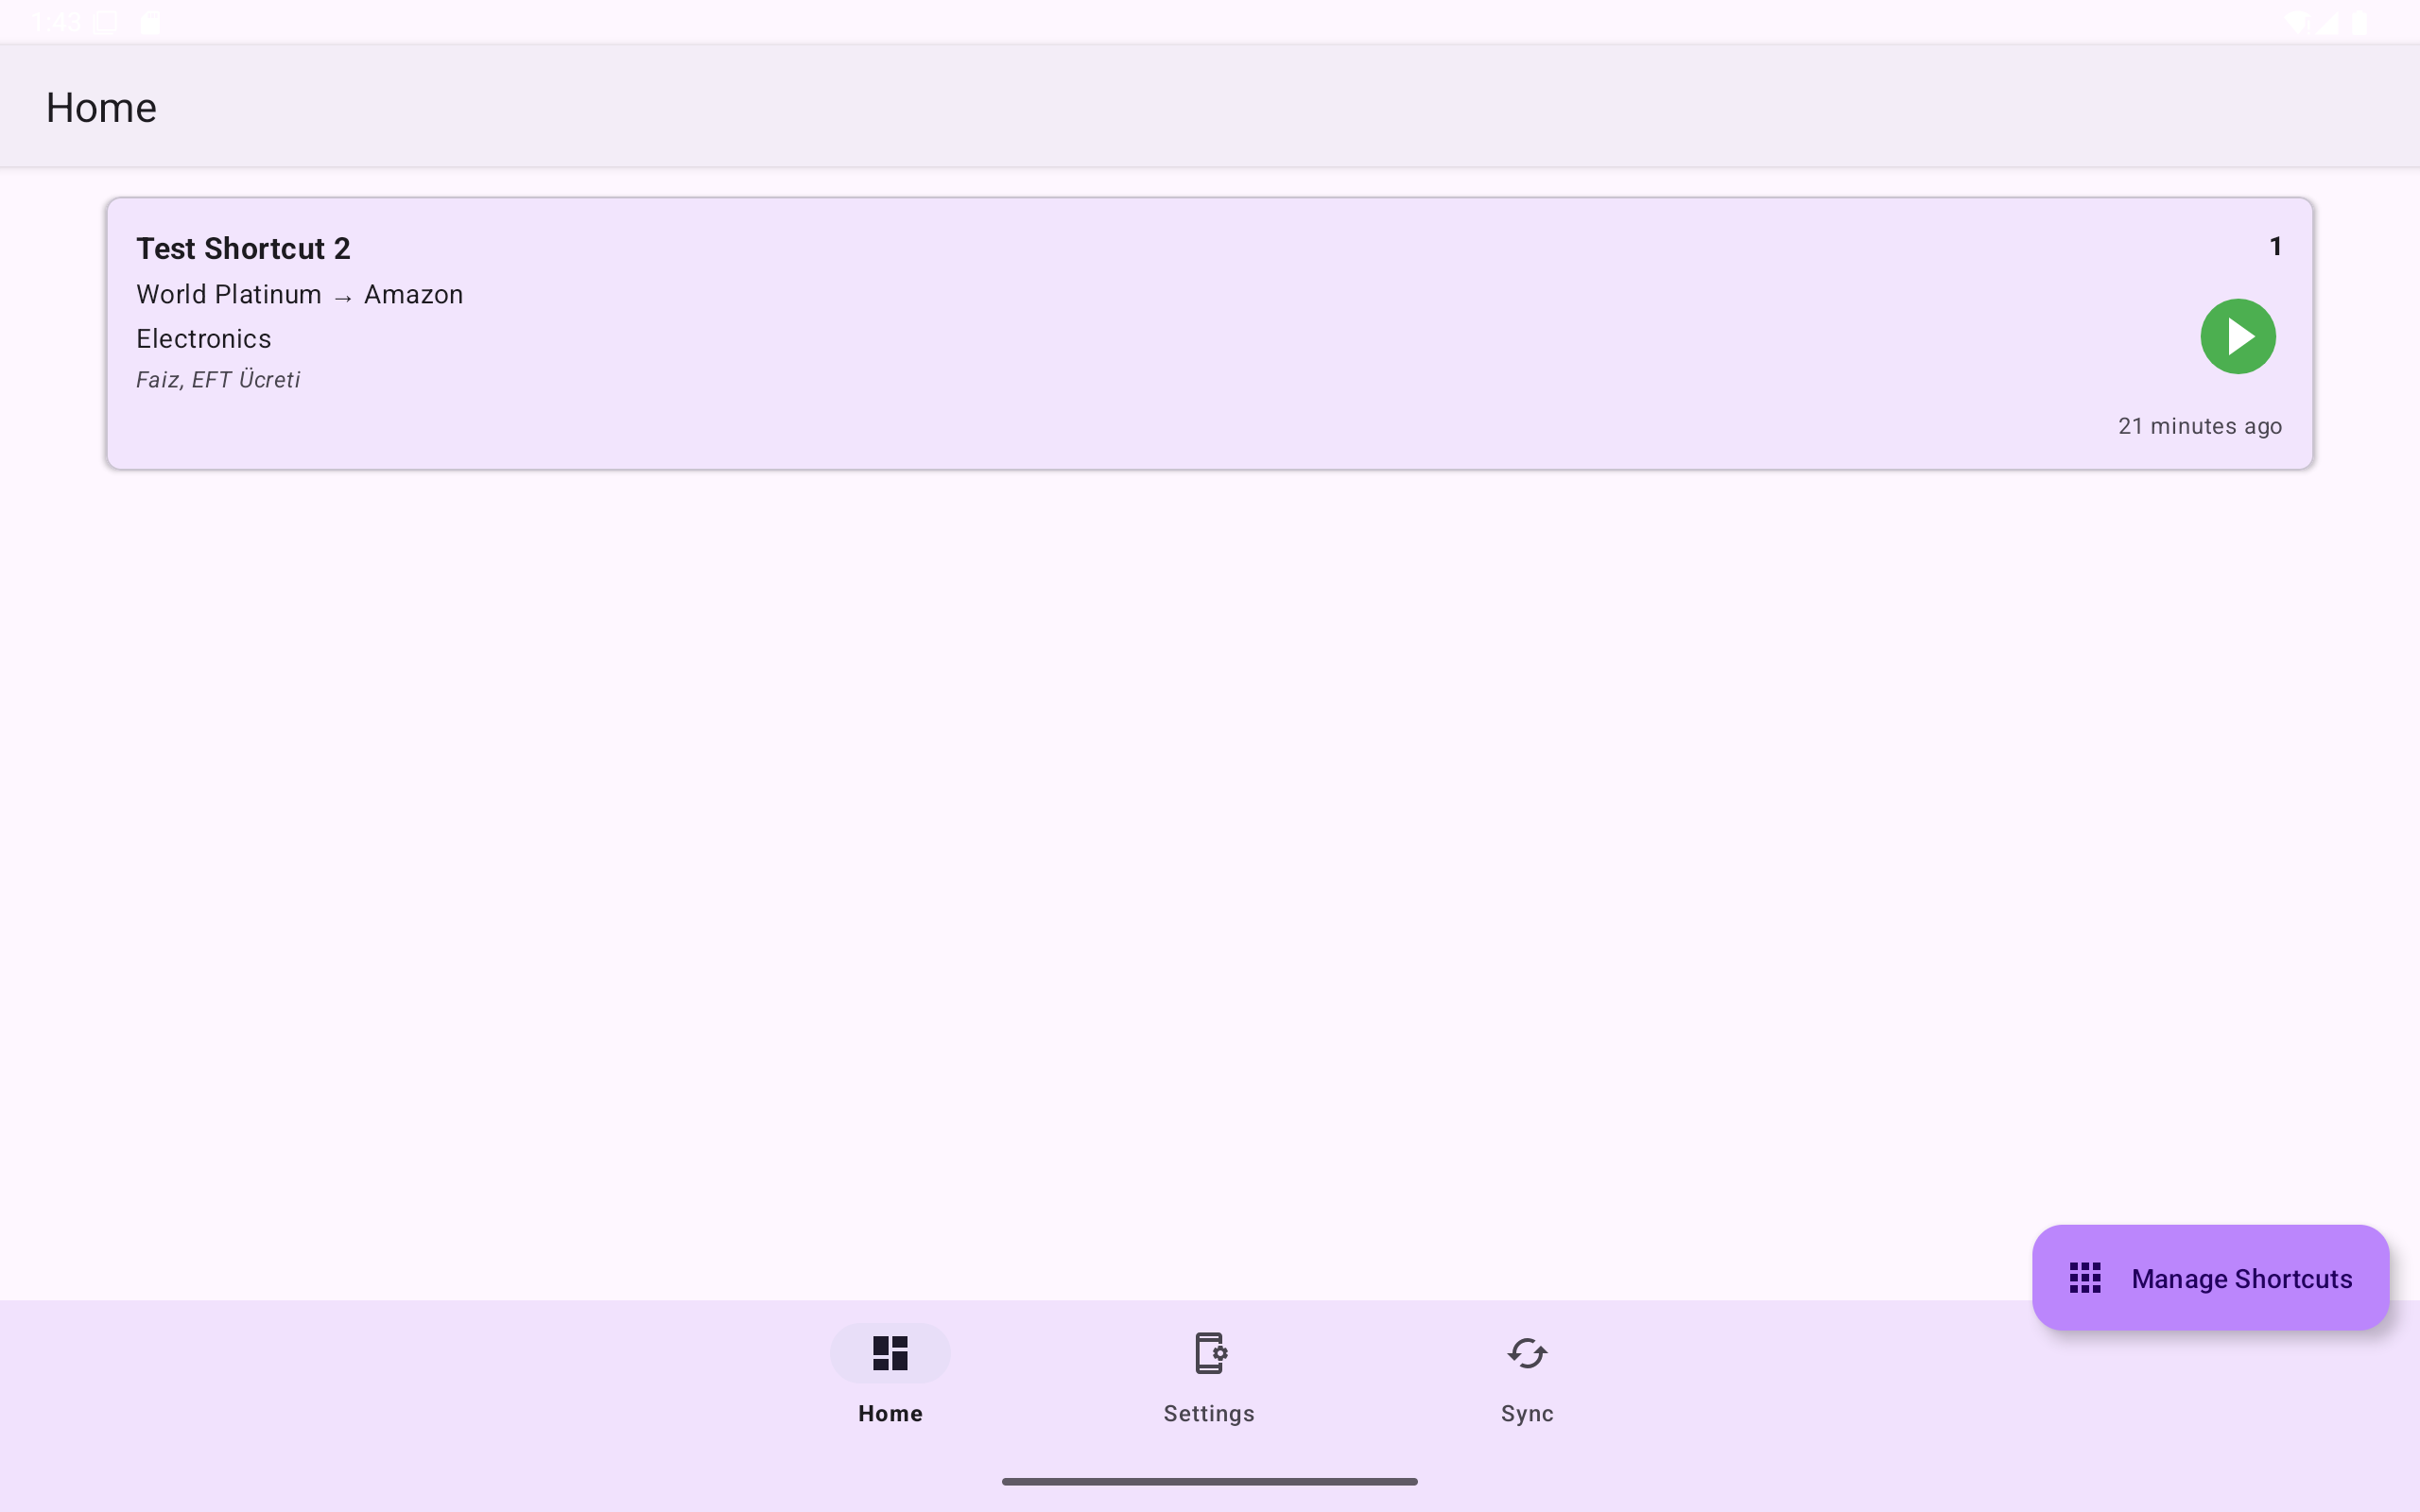 1:43
Home
Test Shortcut 2
1
World Platinum → Amazon
Electronics
Faiz, EFT Ücreti
21 minutes ago
Manage Shortcuts
Home
Settings
Sync